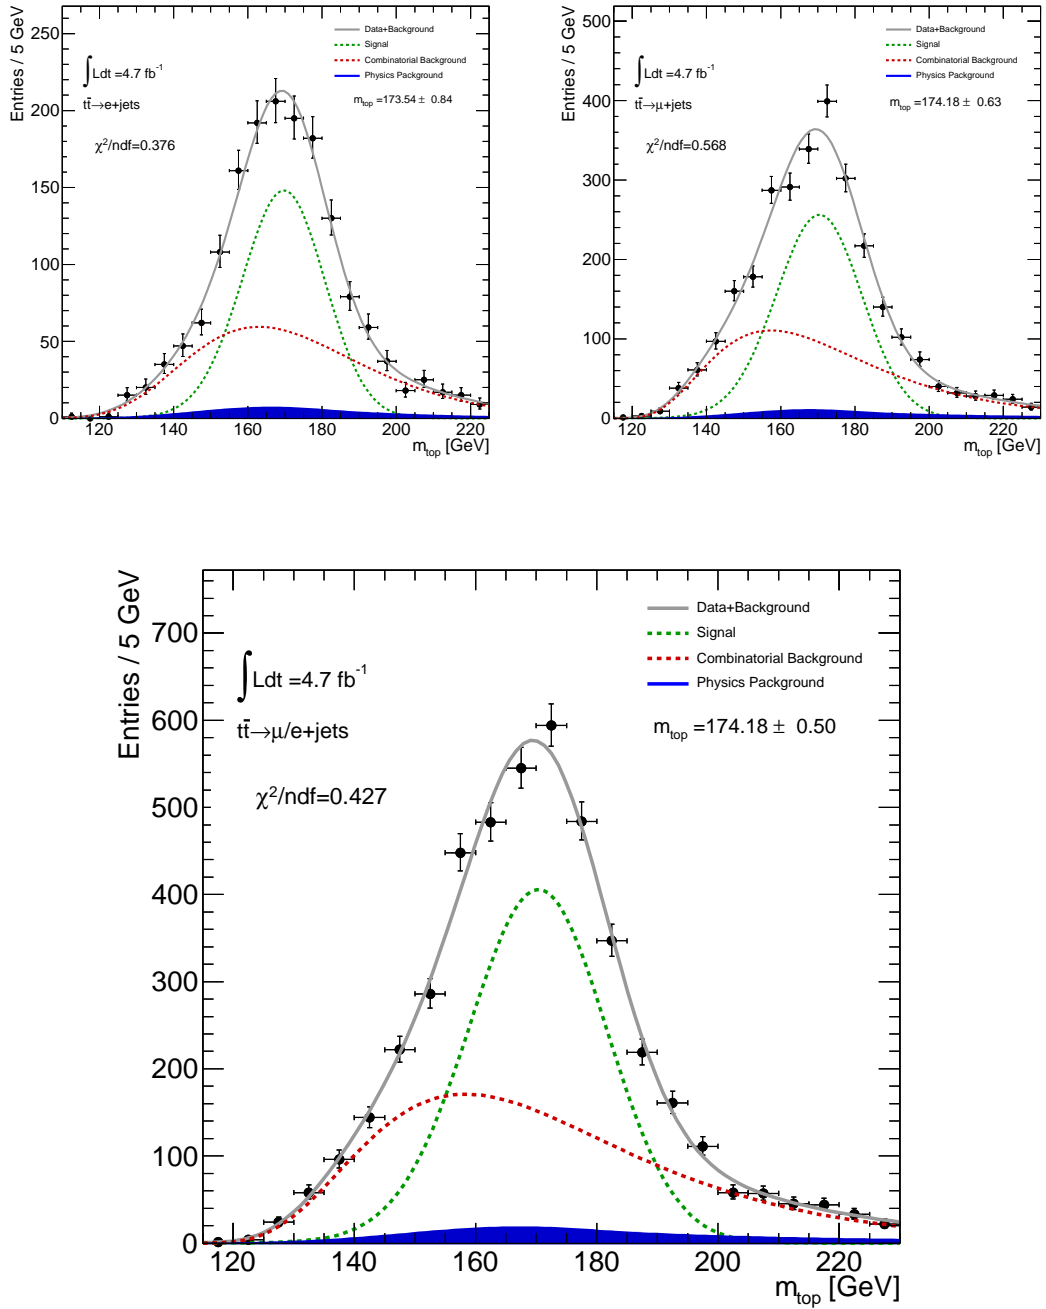 Entries / 5 GeV
250
200
150
100
50
0
120 140 160 180 200 220
m_top [GeV]
∫Ldt =4.7 fb⁻¹
tt̄→e+jets
χ²/ndf=0.376
Data+Background
Signal
Combinatorial Background
Physics Packground
m_top=173.54 ± 0.84
Entries / 5 GeV
500
400
300
200
100
0
120 140 160 180 200 220
m_top [GeV]
∫Ldt =4.7 fb⁻¹
tt̄→μ+jets
χ²/ndf=0.568
Data+Background
Signal
Combinatorial Background
Physics Packground
m_top=174.18 ± 0.63
Entries / 5 GeV
700
600
500
400
300
200
100
0
120 140 160 180 200 220
m_top [GeV]
∫Ldt =4.7 fb⁻¹
tt̄→μ/e+jets
χ²/ndf=0.427
Data+Background
Signal
Combinatorial Background
Physics Packground
m_top=174.18 ± 0.50